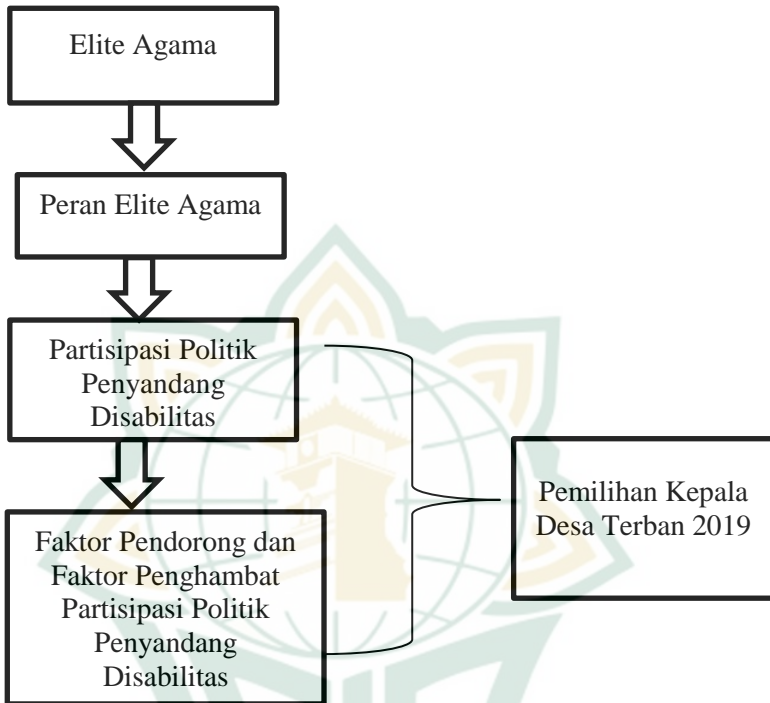 Elite Agama
Peran Elite Agama
Partisipasi Politik
Penyandang
Disabilitas
Faktor Pendorong dan
Faktor Penghambat
Partisipasi Politik
Penyandang
Disabilitas
Pemilihan Kepala
Desa Terban 2019